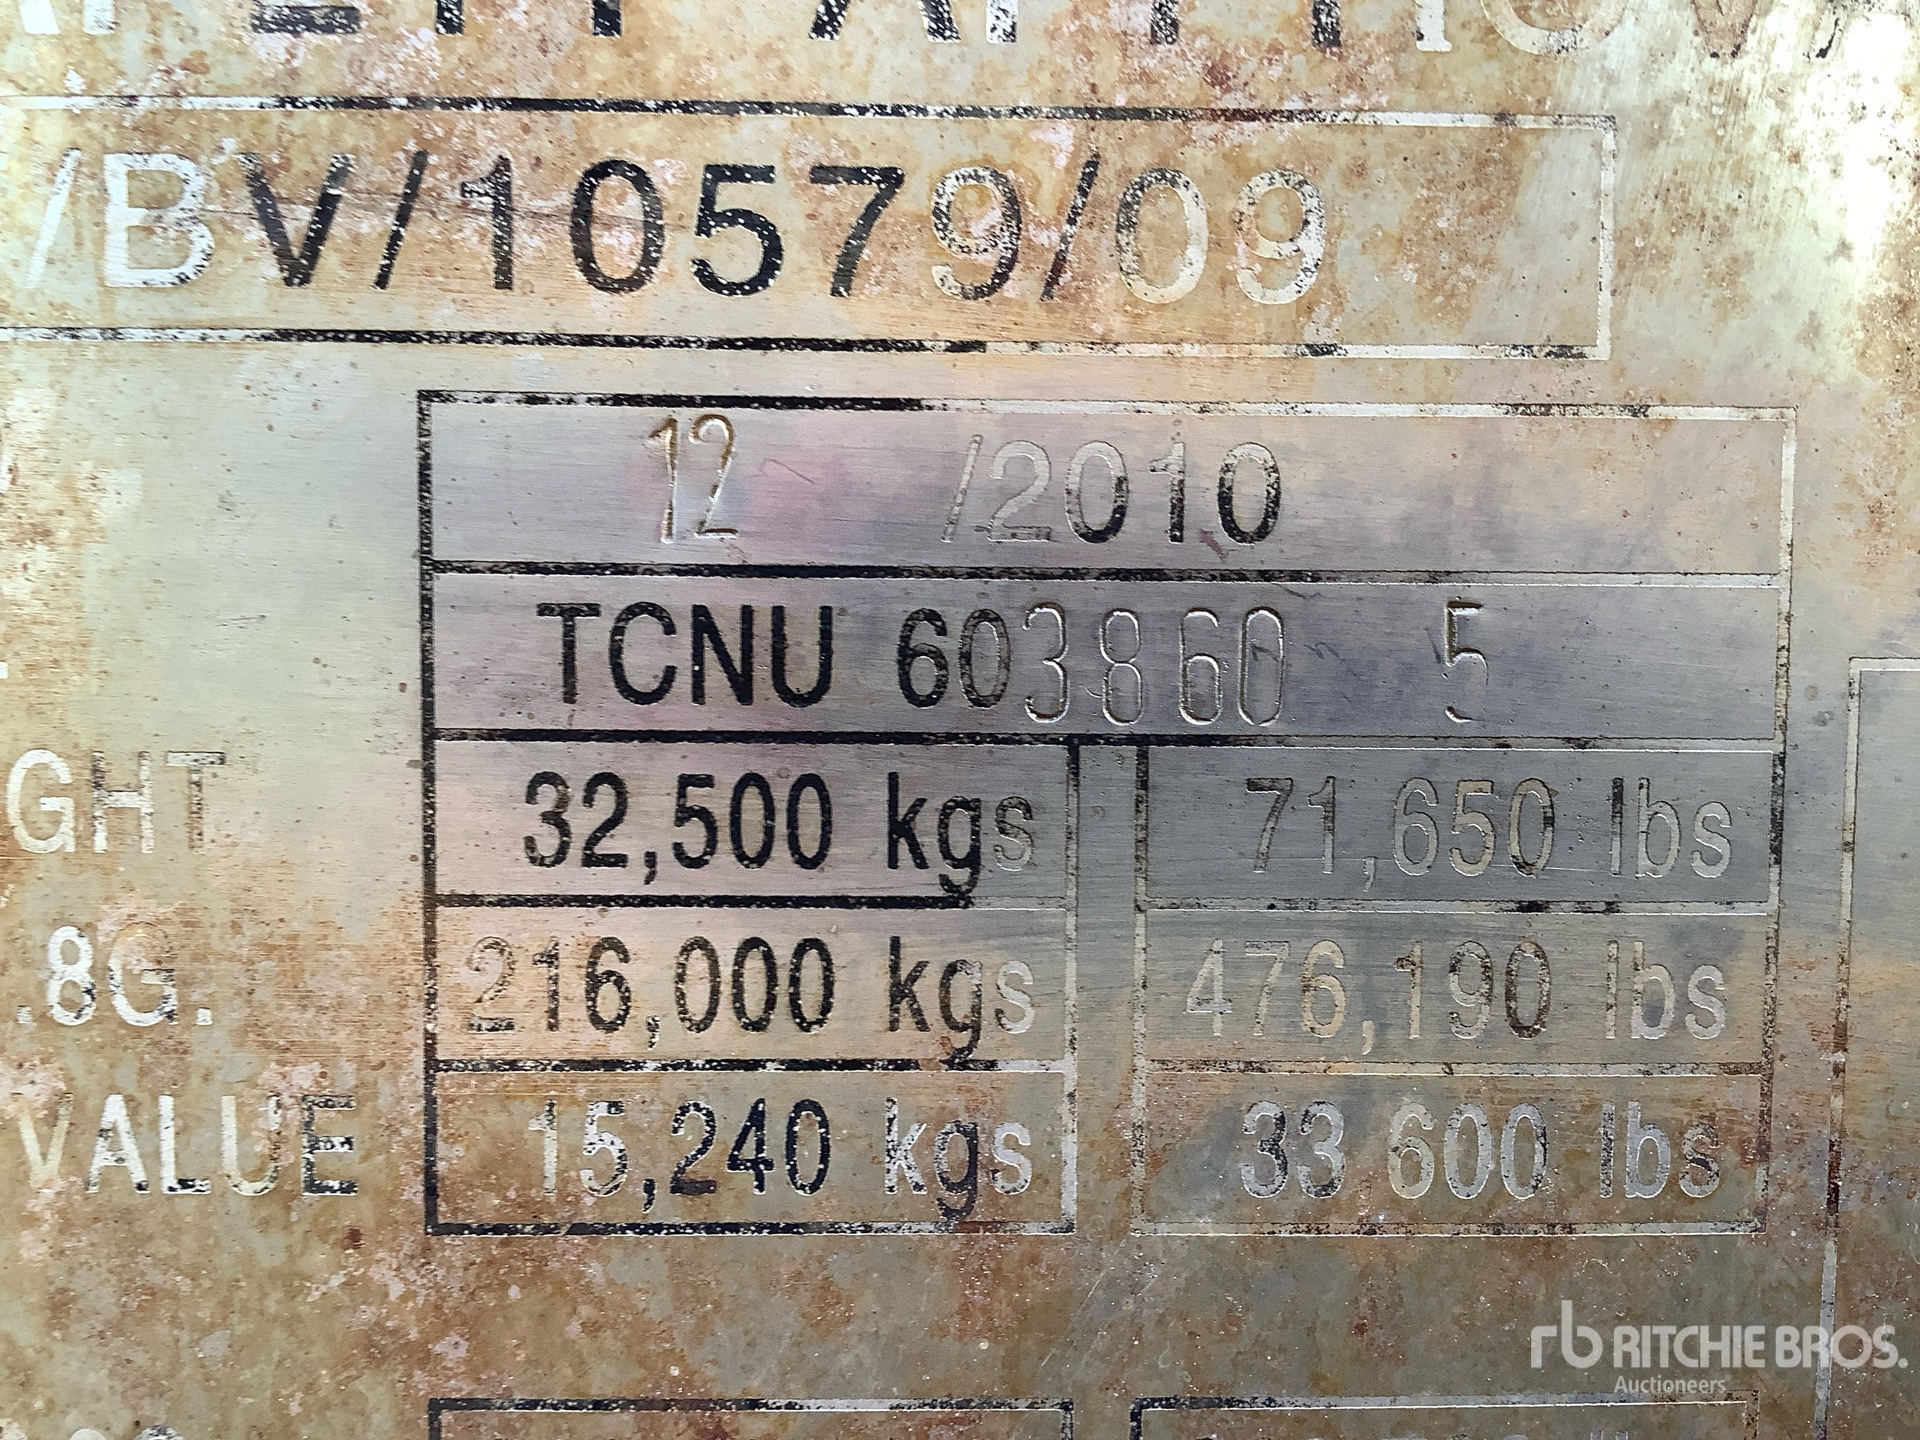 /BV/10579/09
12 /2010
TCNU 603860 5
GHT 32,500 kgs 71,650 lbs
.8G. 216,000 kgs 476,190 lbs
VALUE 15,240 kgs 33 600 lbs
rb RITCHIE BROS.
Auctioneers